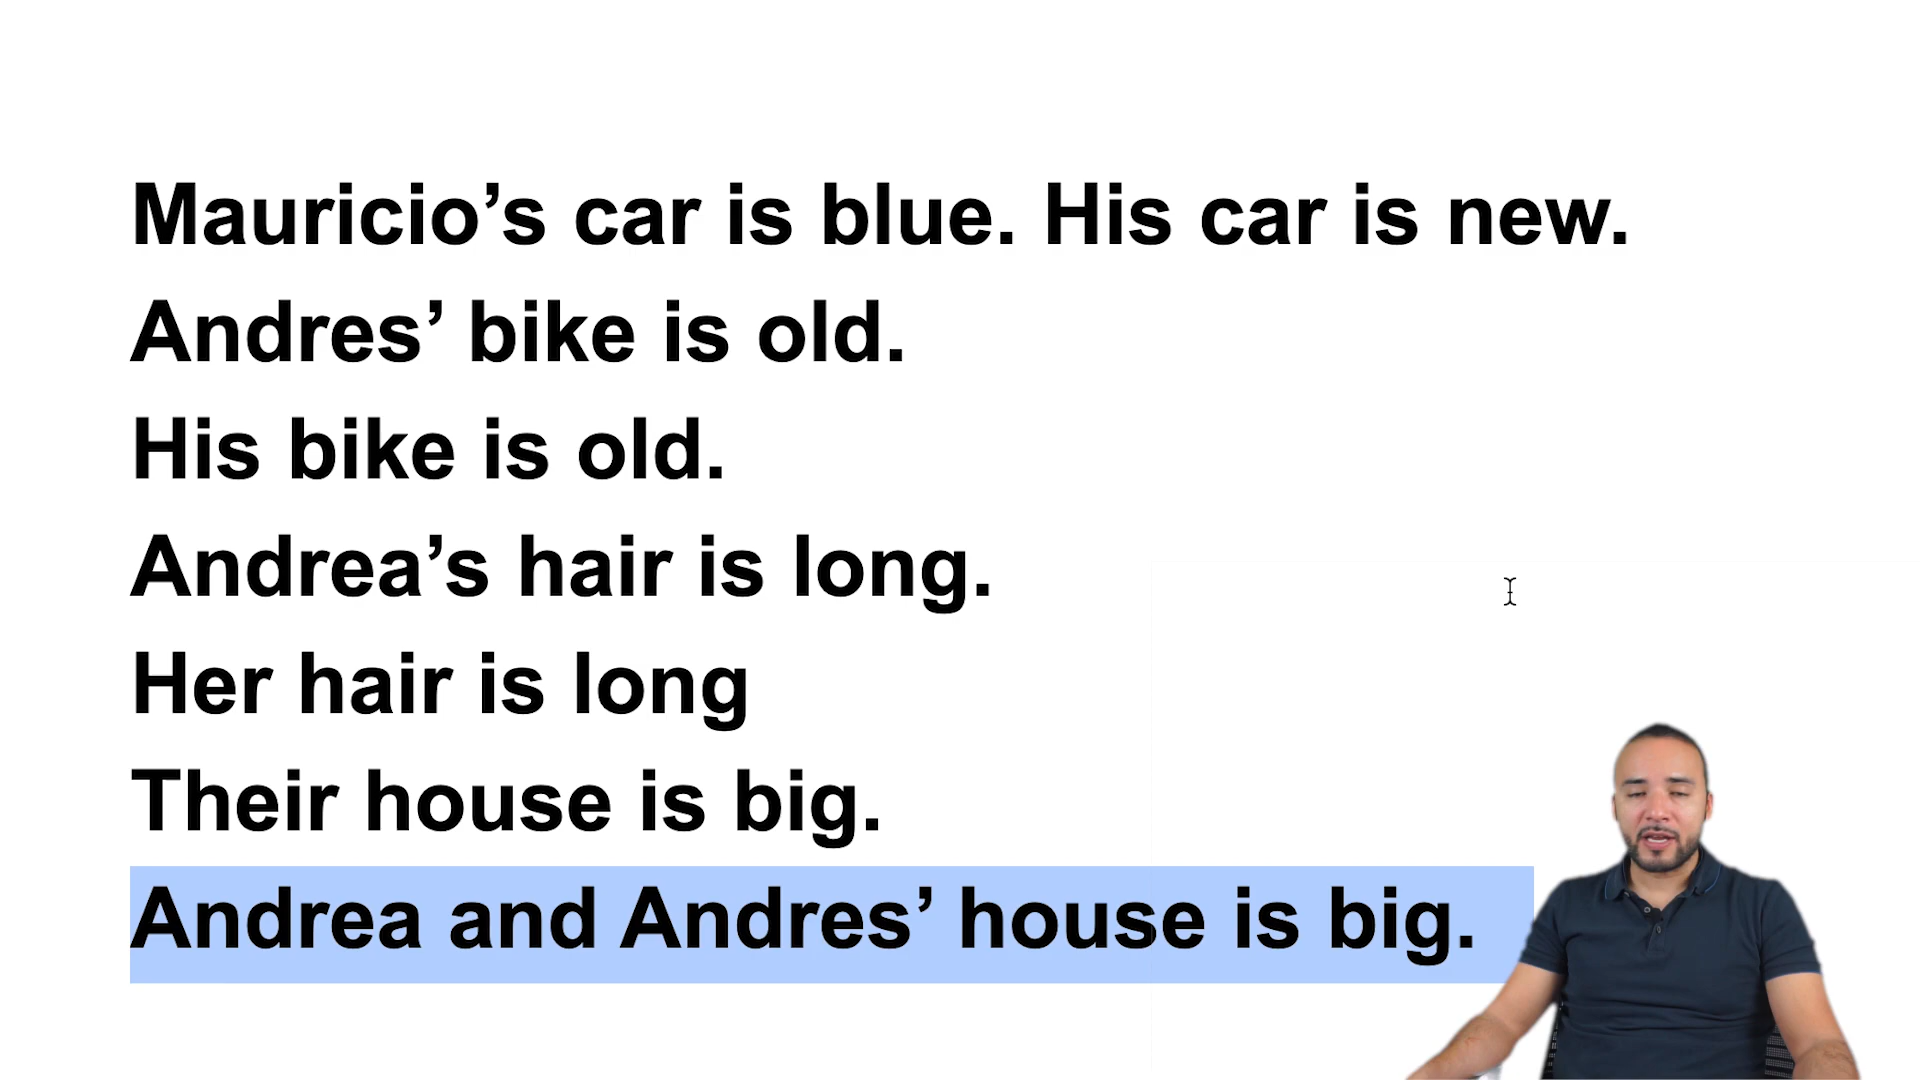 Mauricio’s car is blue. His car is new.
Andres’ bike is old.
His bike is old.
Andrea’s hair is long.
Her hair is long
Their house is big.
Andrea and Andres’ house is big.